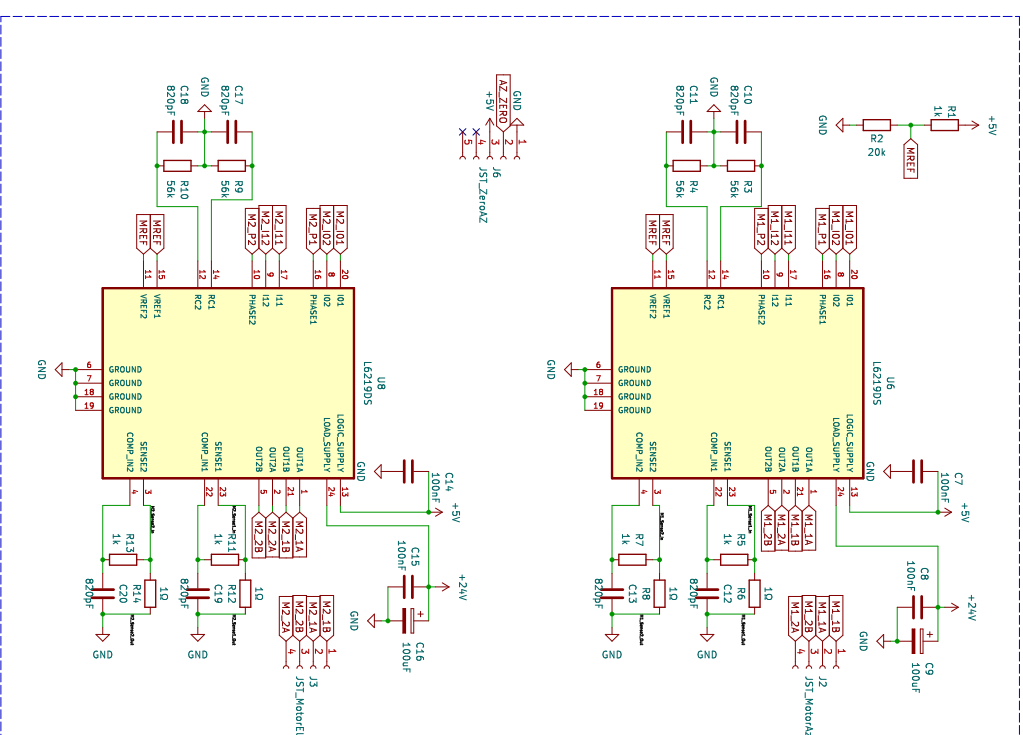 C18
820pF
GND
C17
820pF
R10
56k
R9
56k
AZ_ZERO
+5V
GND
5
4
3
2
1
J6
JST_ZeroAZ
C11
820pF
GND
C10
820pF
R4
56k
R3
56k
GND
R2
20k
MREF
R1
1k
+5V
MREF
MREF
M2_P2
M2_I12
M2_I11
M2_P1
M2_I02
M2_I01
11
15
12
14
10
9
17
16
8
20
VREF2
VREF1
RC2
RC1
PHASE2
I12
I11
PHASE1
I02
I01
GND
6
7
18
19
GROUND
GROUND
GROUND
GROUND
U8
L6219DS
COMP_IN2
SENSE2
COMP_IN1
SENSE1
OUT2B
OUT2A
OUT1B
OUT1A
LOAD_SUPPLY
LOGIC_SUPPLY
4
3
22
23
5
2
21
1
24
13
GND
C14
100nF
+5V
M2_2B
M2_2A
M2_1B
M2_1A
R13
1k
R11
1k
C20
820pF
R14
1Ω
C19
820pF
R12
1Ω
GND
GND
C15
100nF
+24V
GND
C16
100uF
M2_2A
M2_2B
M2_1A
M2_1B
4
3
2
1
J3
JST_MotorEl
MREF
MREF
M1_P2
M1_I12
M1_I11
M1_P1
M1_I02
M1_I01
11
15
12
14
10
9
17
16
8
20
VREF2
VREF1
RC2
RC1
PHASE2
I12
I11
PHASE1
I02
I01
GND
6
7
18
19
GROUND
GROUND
GROUND
GROUND
U6
L6219DS
COMP_IN2
SENSE2
COMP_IN1
SENSE1
OUT2B
OUT2A
OUT1B
OUT1A
LOAD_SUPPLY
LOGIC_SUPPLY
4
3
22
23
5
2
21
1
24
13
GND
C7
100nF
+5V
M1_2B
M1_2A
M1_1B
M1_1A
R7
1k
R5
1k
C13
820pF
R8
1Ω
C12
820pF
R6
1Ω
GND
GND
C8
100nF
+24V
GND
C9
100uF
M1_2A
M1_2B
M1_1A
M1_1B
4
3
2
1
J2
JST_MotorAz